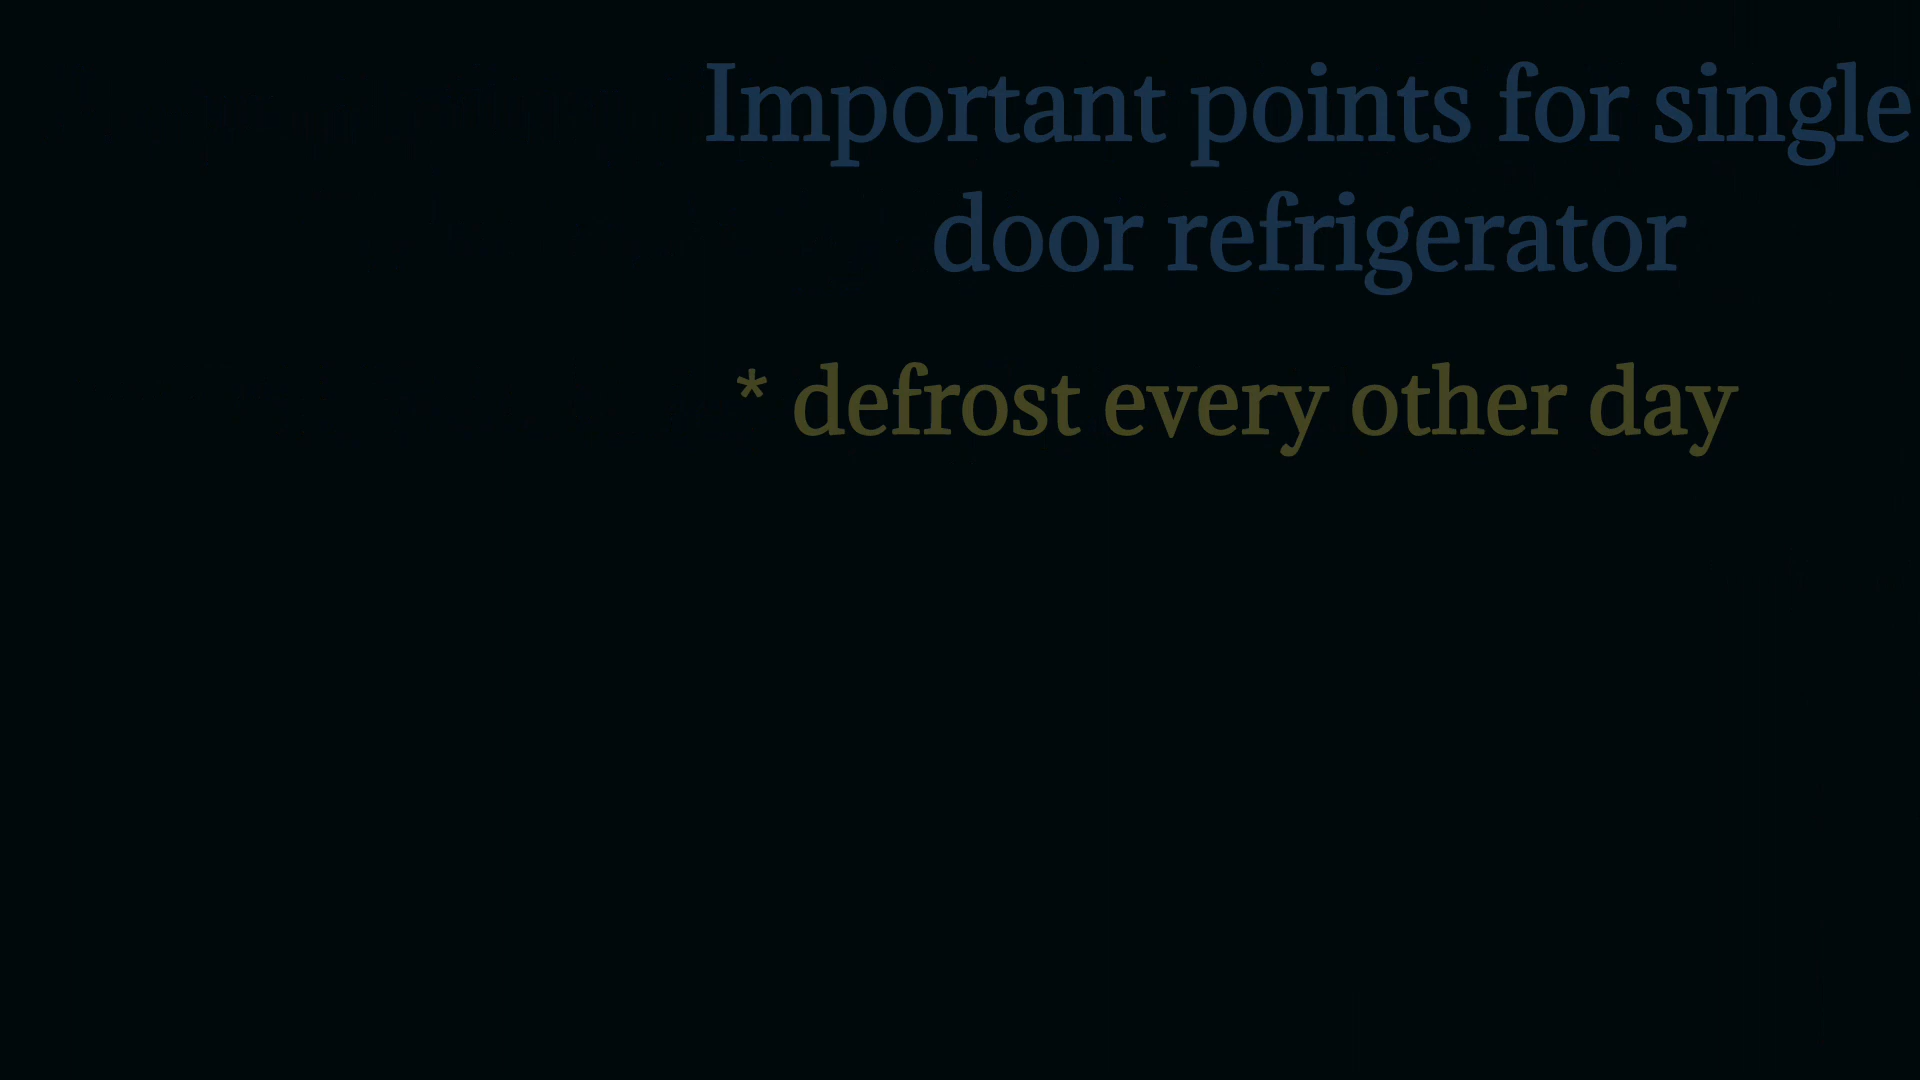 Important points for single
door refrigerator
* defrost every other day